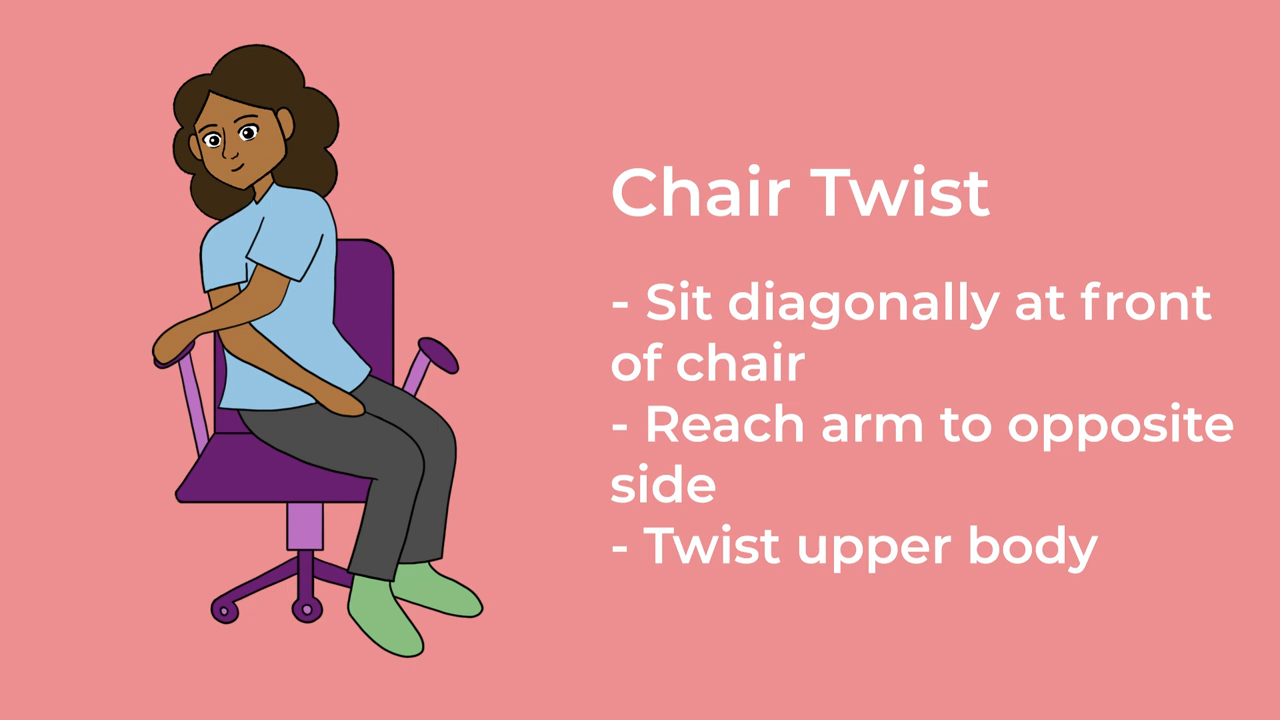 Chair Twist
- Sit diagonally at front
of chair
- Reach arm to opposite
side
- Twist upper body